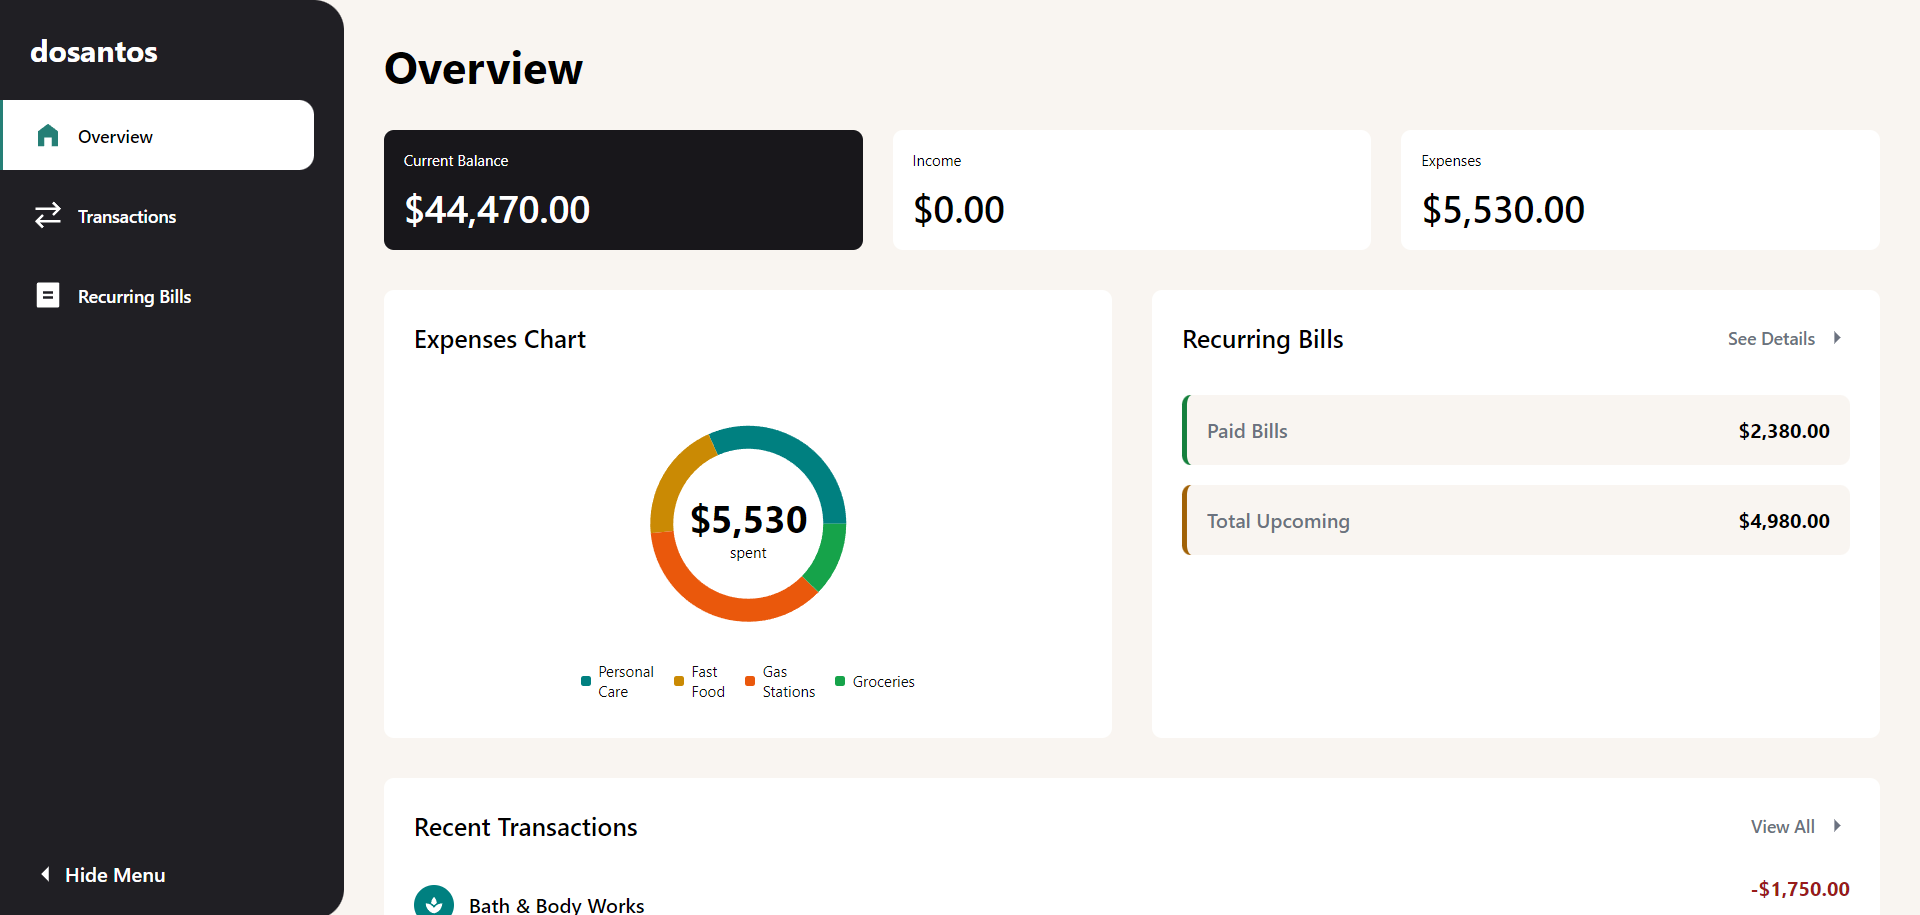 dosantos
Overview
Transactions
Recurring Bills
Hide Menu
Overview
Current Balance
$44,470.00
Income
$0.00
Expenses
$5,530.00
Expenses Chart
$5,530
spent
Personal
Care
Fast
Food
Gas
Stations
Groceries
Recurring Bills
See Details
Paid Bills
$2,380.00
Total Upcoming
$4,980.00
Recent Transactions
View All
Bath & Body Works
-$1,750.00